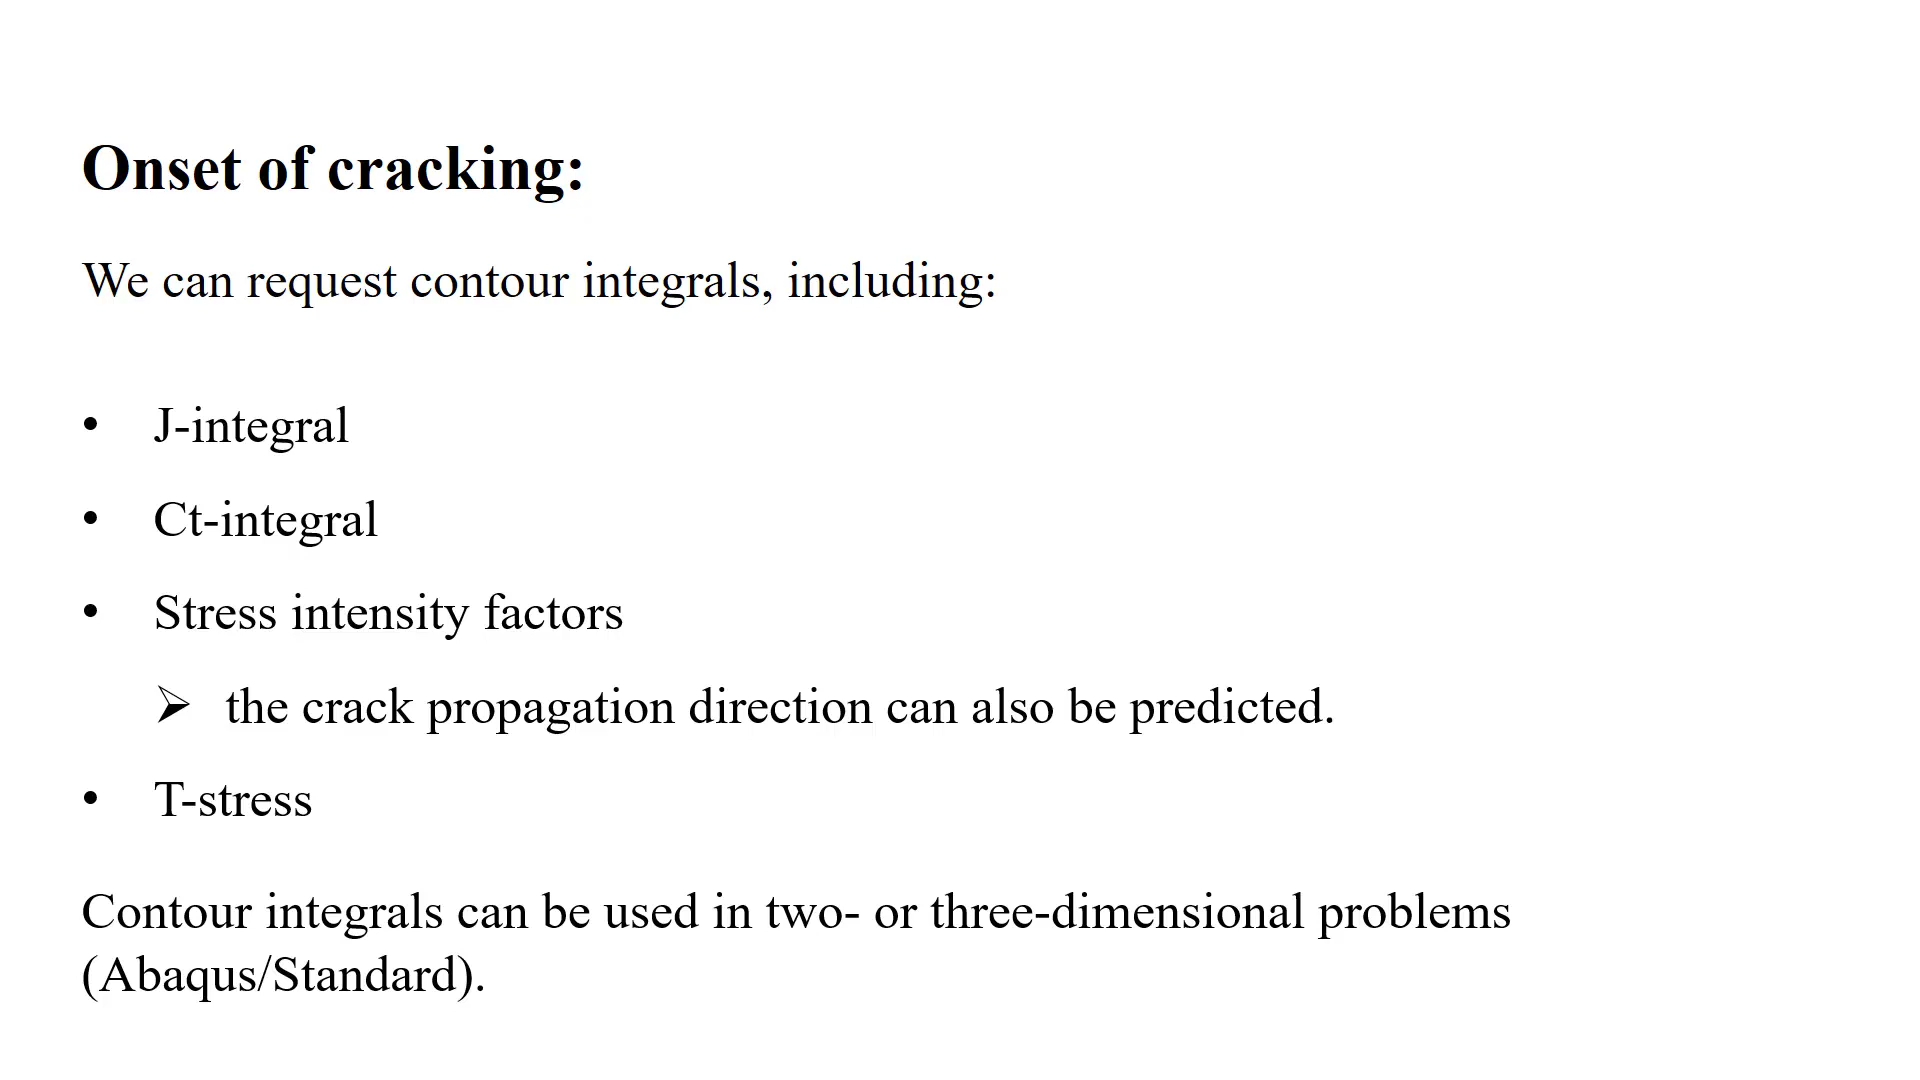 Onset of cracking:
We can request contour integrals, including:
• J-integral
• Ct-integral
• Stress intensity factors
➢ the crack propagation direction can also be predicted.
• T-stress
Contour integrals can be used in two- or three-dimensional problems
(Abaqus/Standard).